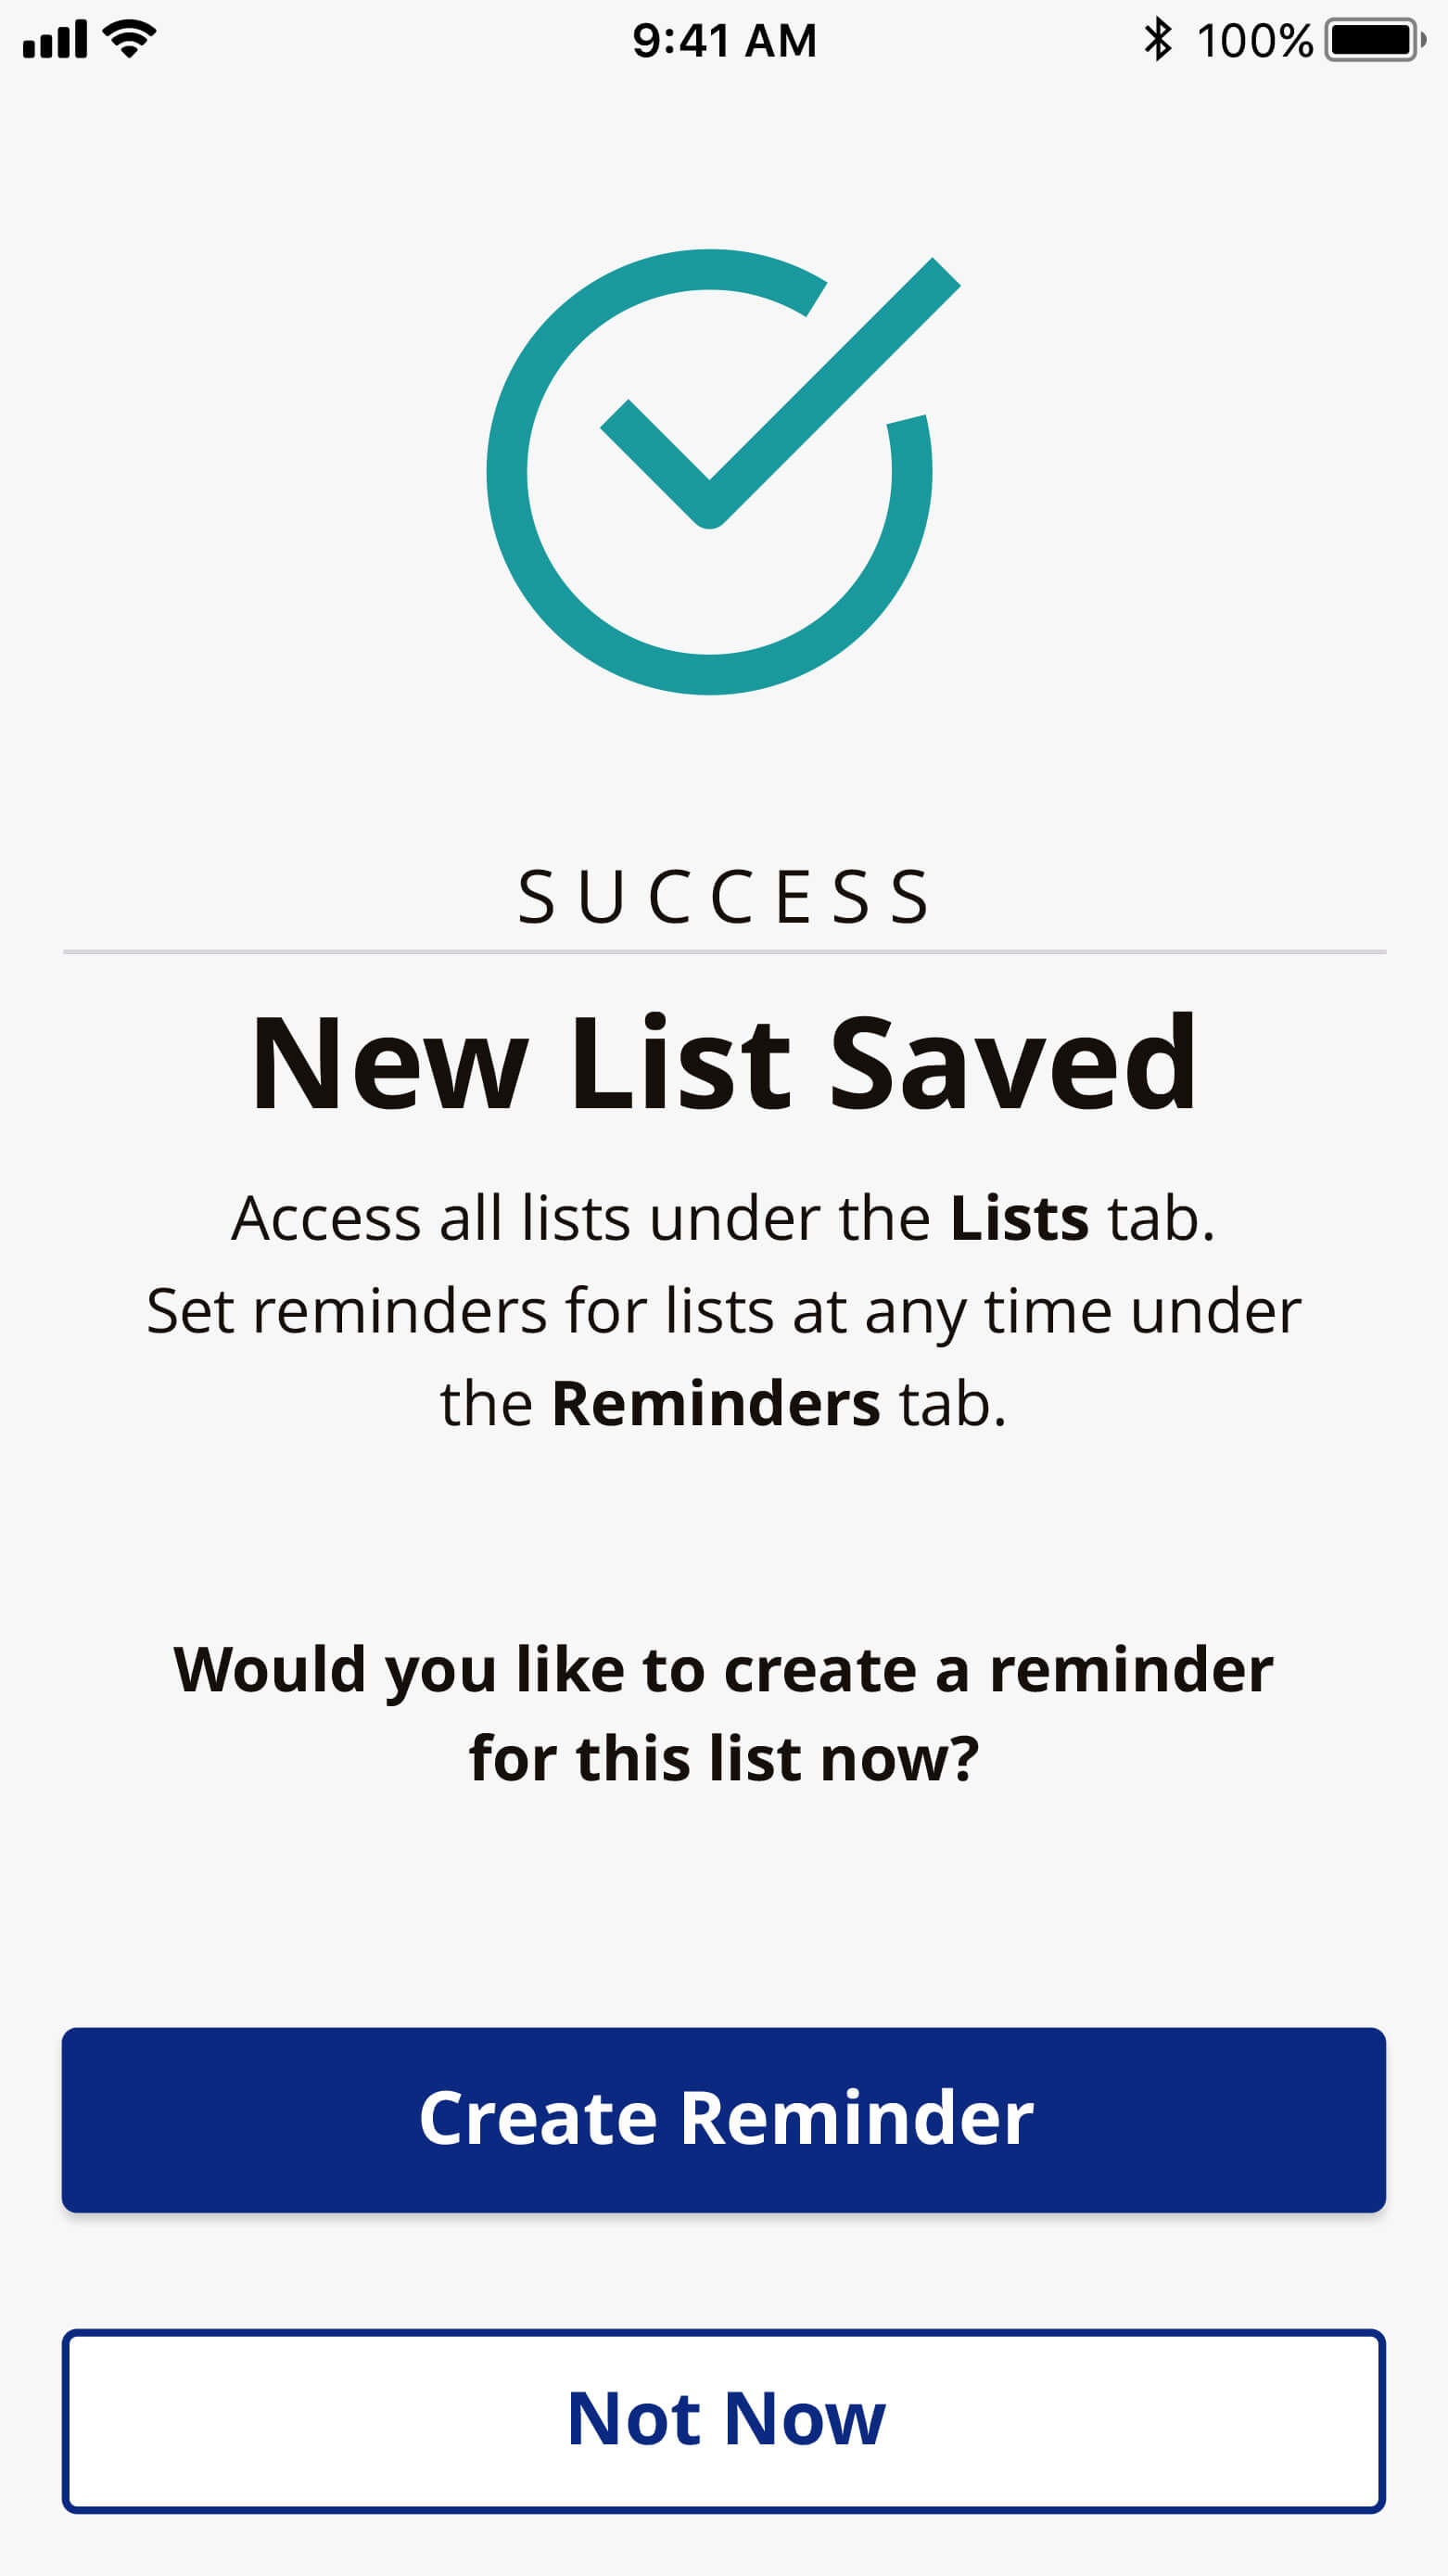 9:41 AM 100%
SUCCESS
New List Saved
Access all lists under the Lists tab.
Set reminders for lists at any time under
the Reminders tab.
Would you like to create a reminder
for this list now?
Create Reminder
Not Now